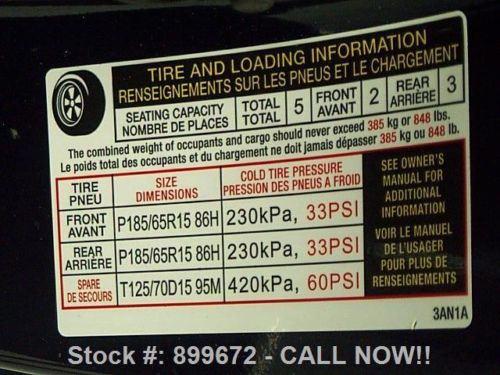 TIRE AND LOADING INFORMATION
RENSEIGNEMENTS SUR LES PNEUS ET LE CHARGEMENT
SEATING CAPACITY
NOMBRE DE PLACES
TOTAL
TOTAL
5
FRONT
AVANT
2
REAR
ARRIÈRE
3
The combined weight of occupants and cargo should never exceed 385 kg or 848 lbs.
Le poids total des occupants et du chargement ne doit jamais dépasser 385 kg ou 848 lb.
TIRE
PNEU
SIZE
DIMENSIONS
COLD TIRE PRESSURE
PRESSION DES PNEUS A FROID
FRONT
AVANT
P185/65R15 86H
230kPa, 33PSI
REAR
ARRIÈRE
P185/65R15 86H
230kPa, 33PSI
SPARE
DE SECOURS
T125/70D15 95M
420kPa, 60PSI
SEE OWNER'S
MANUAL FOR
ADDITIONAL
INFORMATION
VOIR LE MANUEL
DE L'USAGER
POUR PLUS DE
RENSEIGNEMENTS
3AN1A
Stock #: 899672 - CALL NOW!!